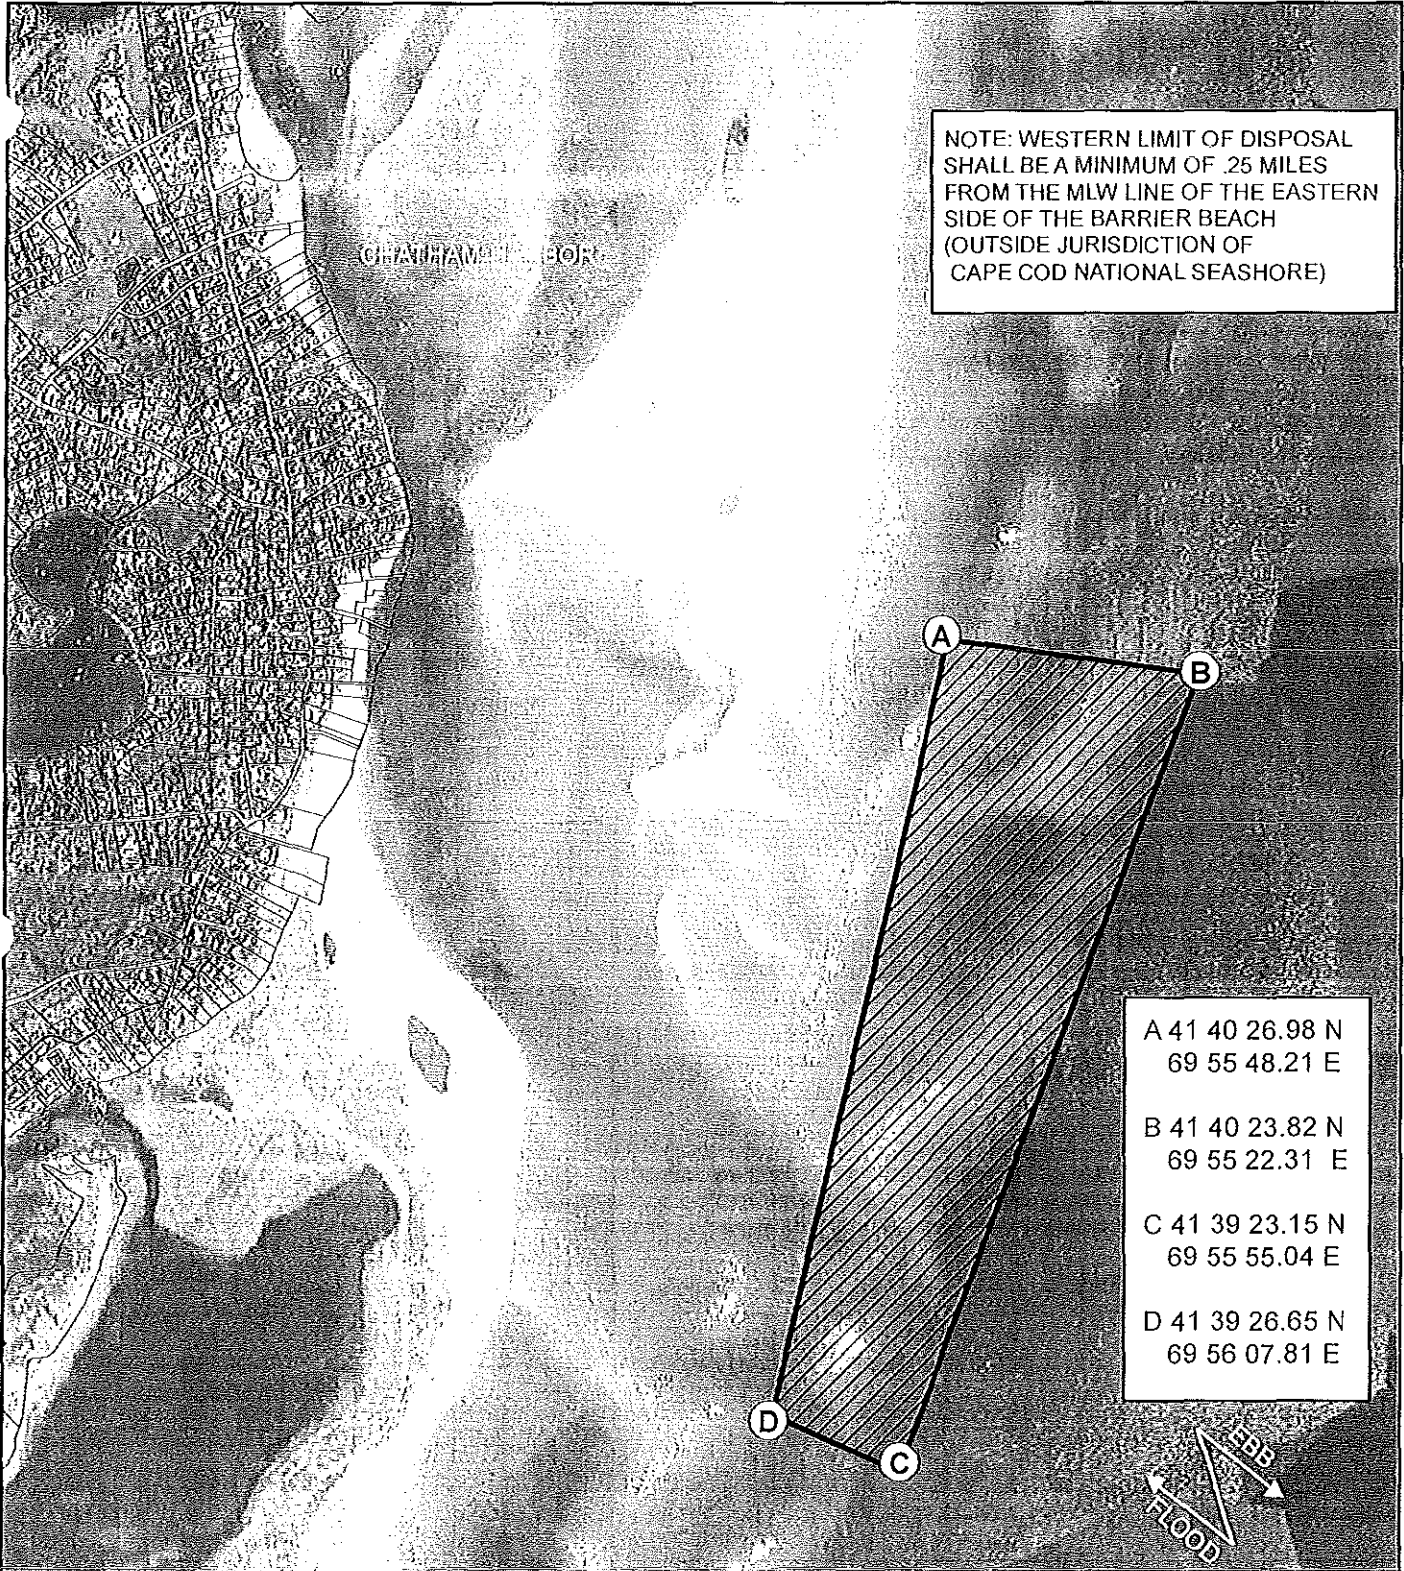 NOTE: WESTERN LIMIT OF DISPOSAL
SHALL BE A MINIMUM OF .25 MILES
FROM THE MLW LINE OF THE EASTERN
SIDE OF THE BARRIER BEACH
(OUTSIDE JURISDICTION OF
CAPE COD NATIONAL SEASHORE)
CHATHAM
A
B
A 41 40 26.98 N
69 55 48.21 E
B 41 40 23.82 N
69 55 22.31 E
C 41 39 23.15 N
69 55 55.04 E
D 41 39 26.65 N
69 56 07.81 E
D
C
EBB
FLOOD